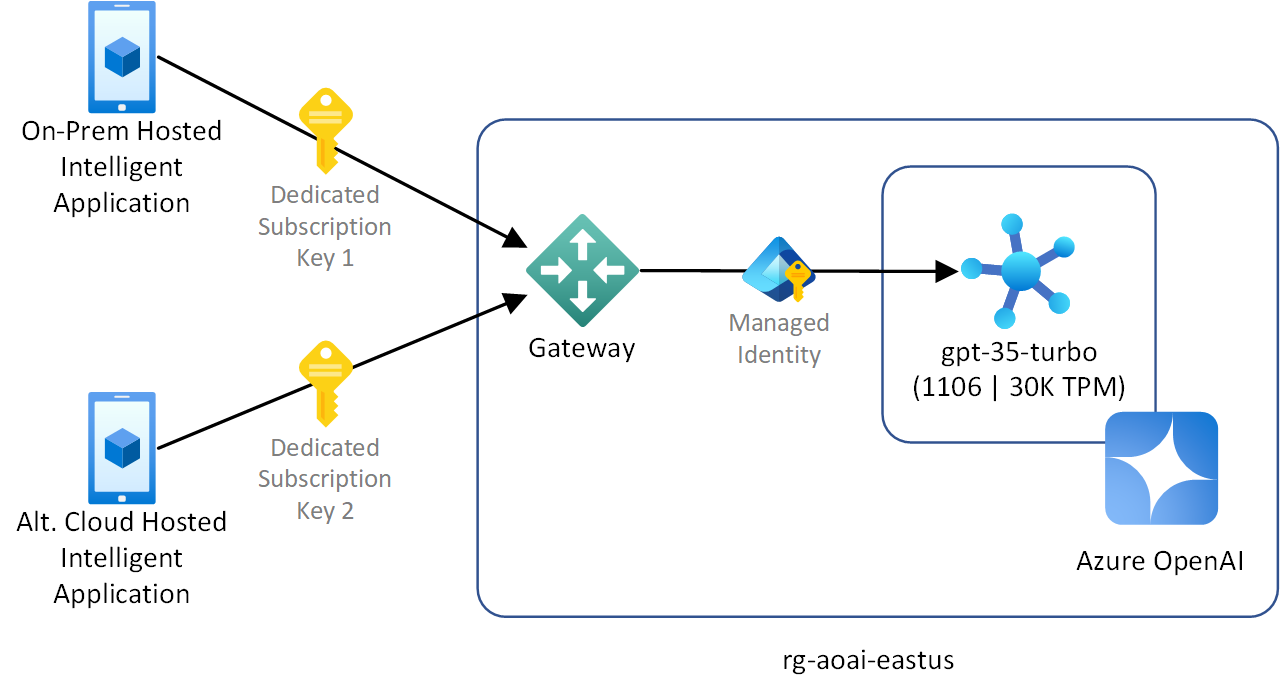 On-Prem Hosted
Intelligent
Application
Dedicated
Subscription
Key 1
Gateway
Managed
Identity
gpt-35-turbo
(1106 | 30K TPM)
Alt. Cloud Hosted
Intelligent
Application
Dedicated
Subscription
Key 2
Azure OpenAI
rg-aoai-eastus